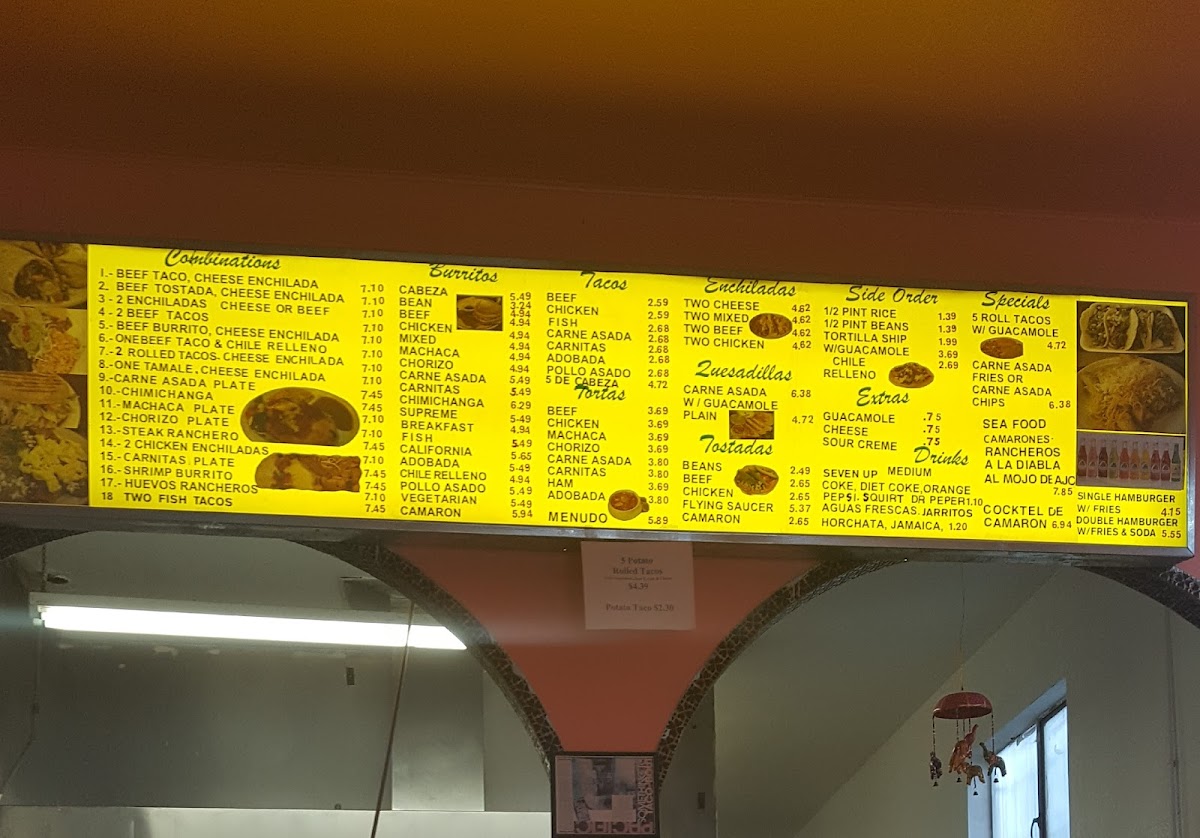 Combinations
1.- BEEF TACO, CHEESE ENCHILADA 7.10
2. BEEF TOSTADA, CHEESE ENCHILADA 7.10
3 - 2 ENCHILADAS CHEESE OR BEEF 7.10
4 - 2 BEEF TACOS 7.10
5.- BEEF BURRITO, CHEESE ENCHILADA 7.10
6.- ONEBEEF TACO & CHILE RELLENO 7.10
7.- 2 ROLLED TACOS. CHEESE ENCHILADA 7.10
8.- ONE TAMALE. CHEESE ENCHILADA 7.10
9.- CARNE ASADA PLATE 7.45
10.- CHIMICHANGA 7.45
11.- MACHACA PLATE 7.10
12.- CHORIZO PLATE 7.10
13.- STEAK RANCHERO 7.45
14.- 2 CHICKEN ENCHILADAS 7.10
15.- CARNITAS PLATE 7.45
16.- SHRIMP BURRITO 7.45
17.- HUEVOS RANCHEROS 7.10
18 TWO FISH TACOS 7.45
Burritos
CABEZA 5.49
BEAN 3.24
BEEF 4.94
CHICKEN 4.94
MIXED 4.94
MACHACA 4.94
CHORIZO 4.94
CARNE ASADA 5.49
CARNITAS 5.49
CHIMICHANGA 6.29
SUPREME 5.49
BREAKFAST 4.94
FISH 5.49
CALIFORNIA 5.65
ADOBADA 5.49
CHILE RELLENO 4.94
POLLO ASADO 5.49
VEGETARIAN 5.49
CAMARON 5.94
Tacos
BEEF 2.59
CHICKEN 2.59
FISH 2.68
CARNE ASADA 2.68
CARNITAS 2.68
ADOBADA 2.68
POLLO ASADO 2.68
5 DE CABEZA 4.72
Tortas
BEEF 3.69
CHICKEN 3.69
MACHACA 3.69
CHORIZO 3.69
CARNE ASADA 3.80
CARNITAS 3.80
HAM 3.69
ADOBADA 3.80
MENUDO 5.89
Enchiladas
TWO CHEESE 4.62
TWO MIXED 4.62
TWO BEEF 4.62
TWO CHICKEN 4.62
Quesadillas
CARNE ASADA 6.38
W / GUACAMOLE
PLAIN 4.72
Tostadas
BEANS 2.49
BEEF 2.65
CHICKEN 2.65
FLYING SAUCER 5.37
CAMARON 2.65
Side Order
1/2 PINT RICE 1.39
1/2 PINT BEANS 1.39
TORTILLA SHIP 1.99
W/GUACAMOLE 3.69
CHILE 2.69
RELLENO
Extras
GUACAMOLE .75
CHEESE .75
SOUR CREME .75
Drinks
SEVEN UP MEDIUM
COKE, DIET COKE, ORANGE
PEPSI. SQUIRT DR PEPER 1.10
AGUAS FRESCAS. JARRITOS
HORCHATA, JAMAICA, 1.20
Specials
5 ROLL TACOS
W/ GUACAMOLE
4.72
CARNE ASADA
FRIES OR
CARNE ASADA
CHIPS 6.38
SEA FOOD
CAMARONES
RANCHEROS
A LA DIABLA
AL MOJO DE AJO
7.85
COCKTEL DE
CAMARON 6.94
SINGLE HAMBURGER
W/ FRIES 4.15
DOUBLE HAMBURGER
W/FRIES & SODA 5.55
5 Potato
Rolled Tacos
$4.39
Potato Taco $2.30